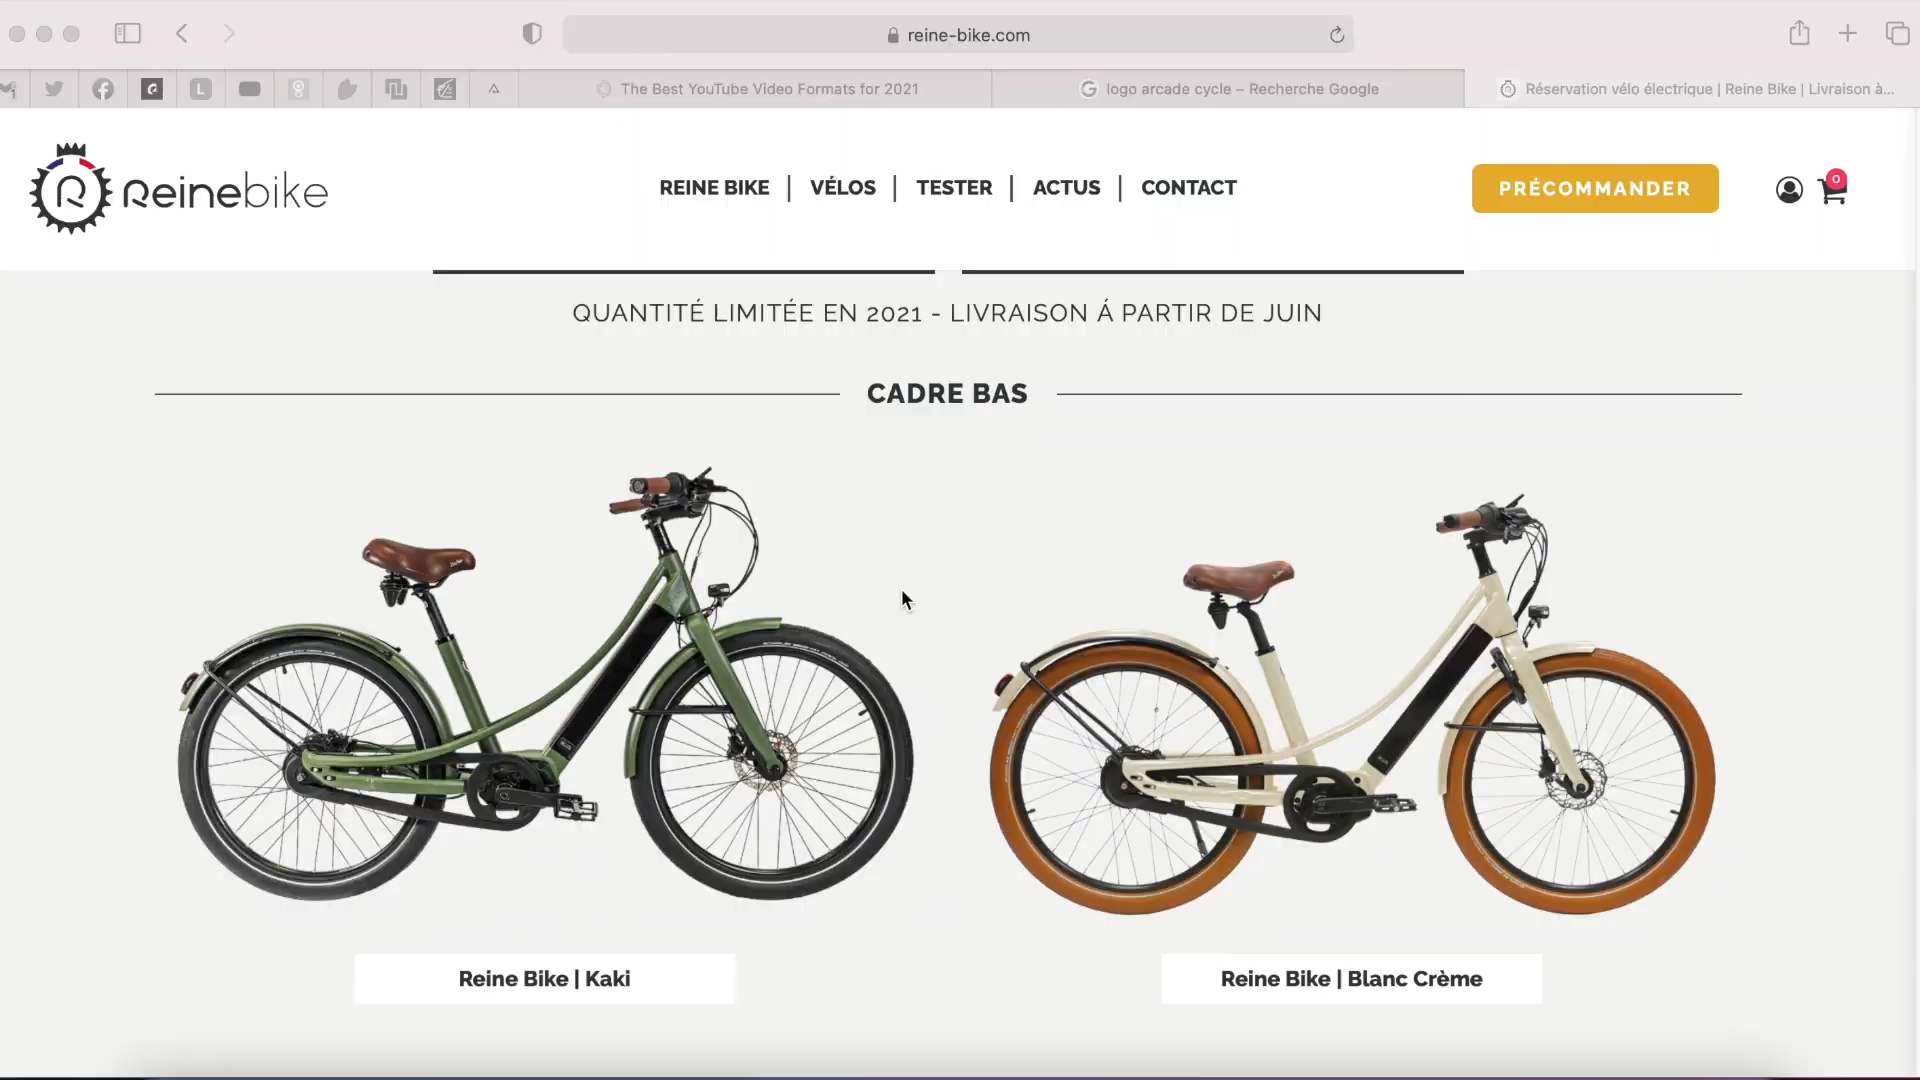 reine-bike.com
The Best YouTube Video Formats for 2021
logo arcade cycle – Recherche Google
Réservation vélo électrique | Reine Bike | Livraison à...
Reinebike
REINE BIKE | VÉLOS | TESTER | ACTUS | CONTACT
PRÉCOMMANDER
0
QUANTITÉ LIMITÉE EN 2021 - LIVRAISON Á PARTIR DE JUIN
CADRE BAS
Reine Bike | Kaki
Reine Bike | Blanc Crème